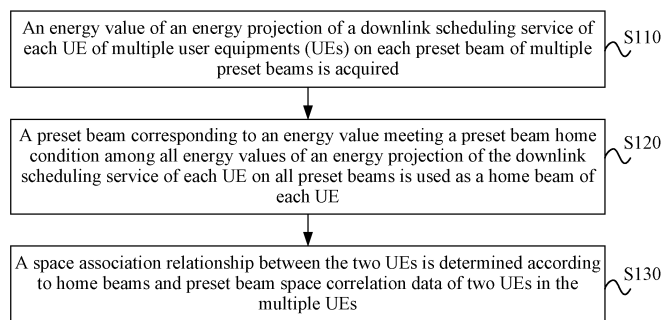 An energy value of an energy projection of a downlink scheduling service of
each UE of multiple user equipments (UEs) on each preset beam of multiple
preset beams is acquired
S110
A preset beam corresponding to an energy value meeting a preset beam home
condition among all energy values of an energy projection of the downlink
scheduling service of each UE on all preset beams is used as a home beam of
each UE
S120
A space association relationship between the two UEs is determined according
to home beams and preset beam space correlation data of two UEs in the
multiple UEs
S130